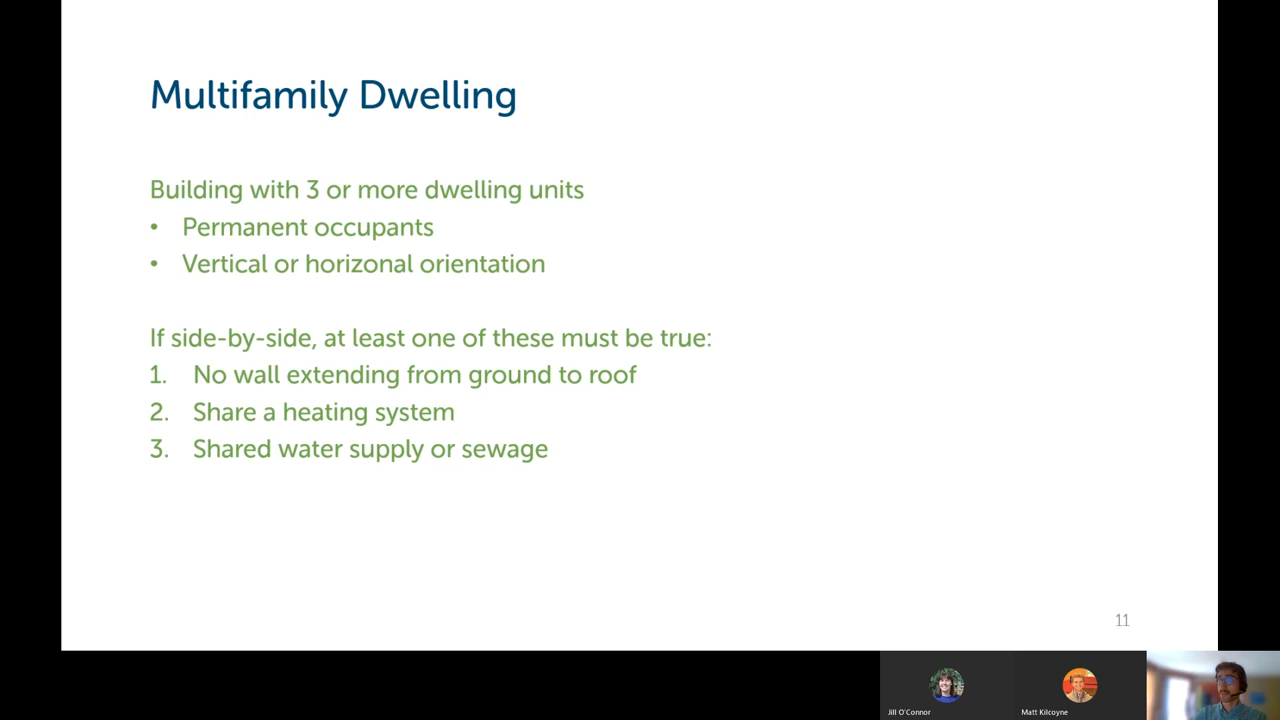 Multifamily Dwelling
Building with 3 or more dwelling units
• Permanent occupants
• Vertical or horizonal orientation
If side-by-side, at least one of these must be true:
1. No wall extending from ground to roof
2. Share a heating system
3. Shared water supply or sewage
11
Jill O'Connor
Matt Kilcoyne